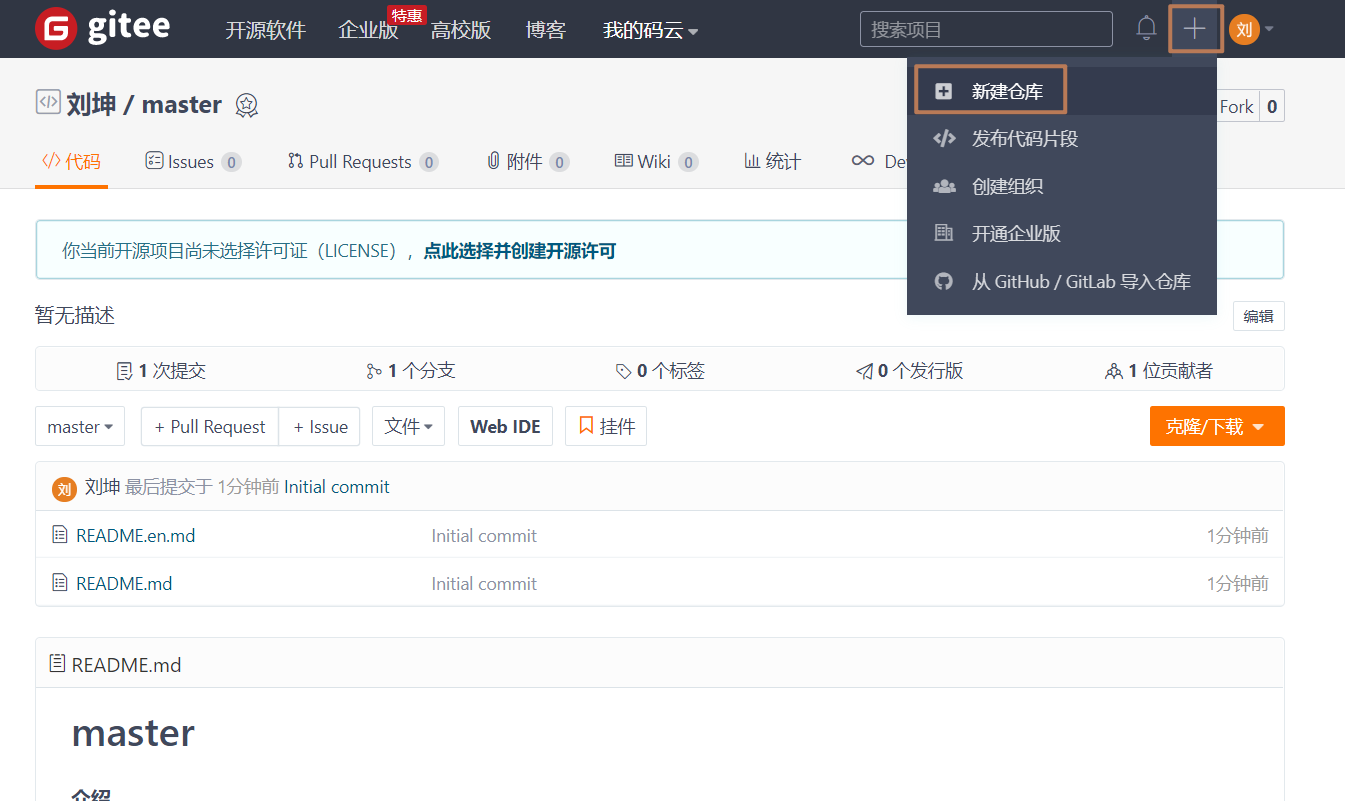 gitee 开源软件 企业版 特惠 高校版 博客 我的码云 搜索项目 刘
新建仓库
发布代码片段
创建组织
开通企业版
从 GitHub / GitLab 导入仓库
刘坤 / master Fork 0
代码 Issues 0 Pull Requests 0 附件 0 Wiki 0 统计
你当前开源项目尚未选择许可证（LICENSE），点此选择并创建开源许可
暂无描述 编辑
1 次提交 1 个分支 0 个标签 0 个发行版 1 位贡献者
master + Pull Request + Issue 文件 Web IDE 挂件 克隆/下载
刘 刘坤 最后提交于 1分钟前 Initial commit
README.en.md Initial commit 1分钟前
README.md Initial commit 1分钟前
README.md
master
介绍